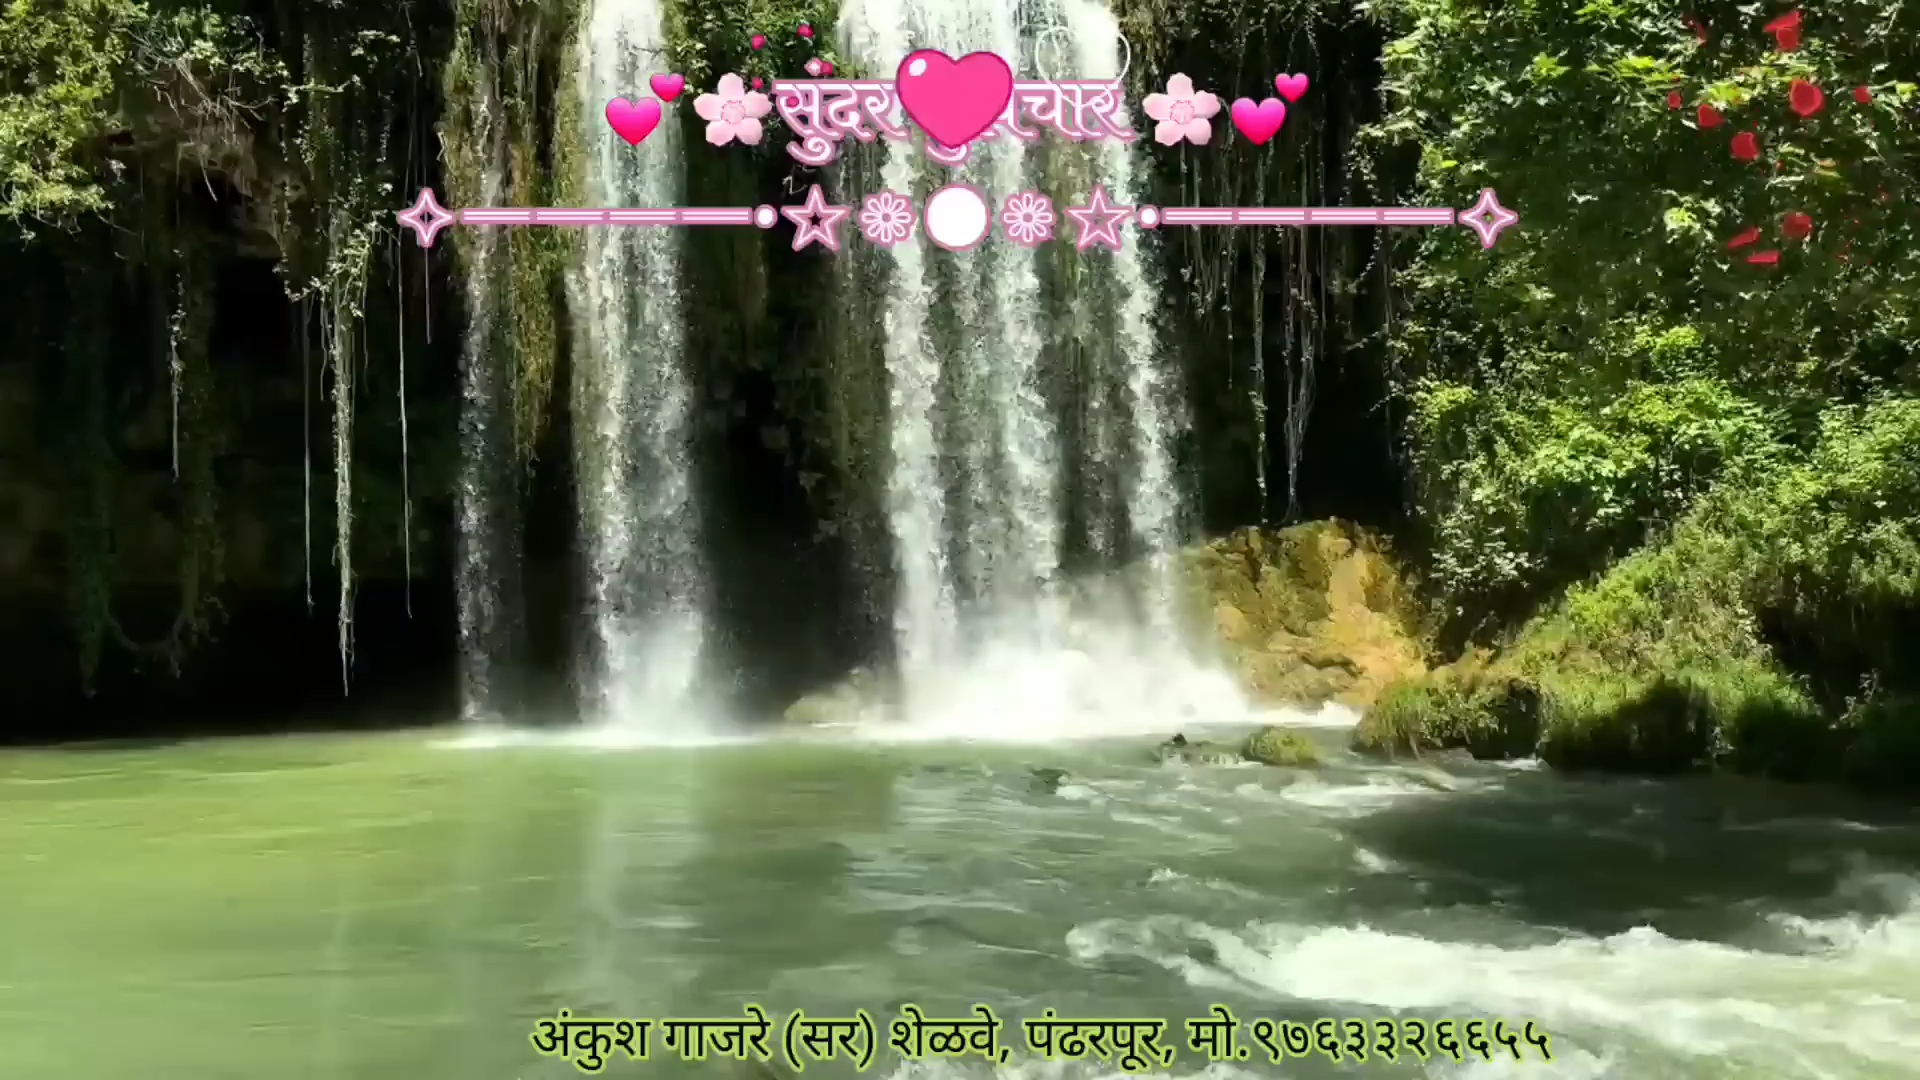 सुंदर
अंकुश गाजरे (सर) शेळवे, पंढरपूर, मो.९७६३३२६६५५